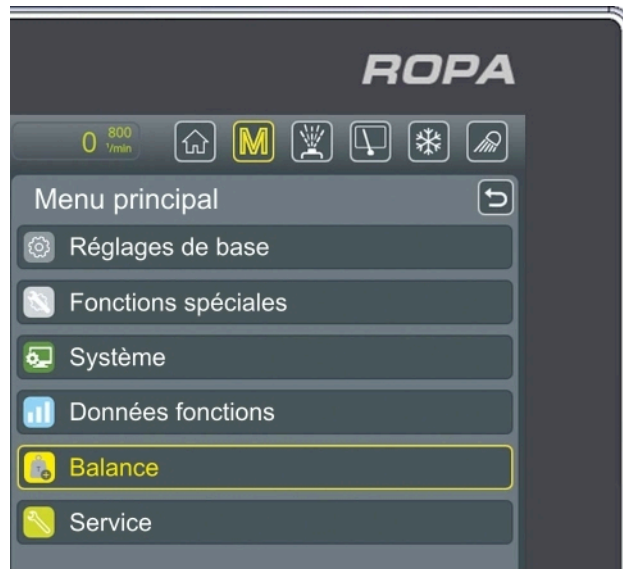 ROPA
0 800 1/min M
Menu principal
Réglages de base
Fonctions spéciales
Système
Données fonctions
Balance
Service